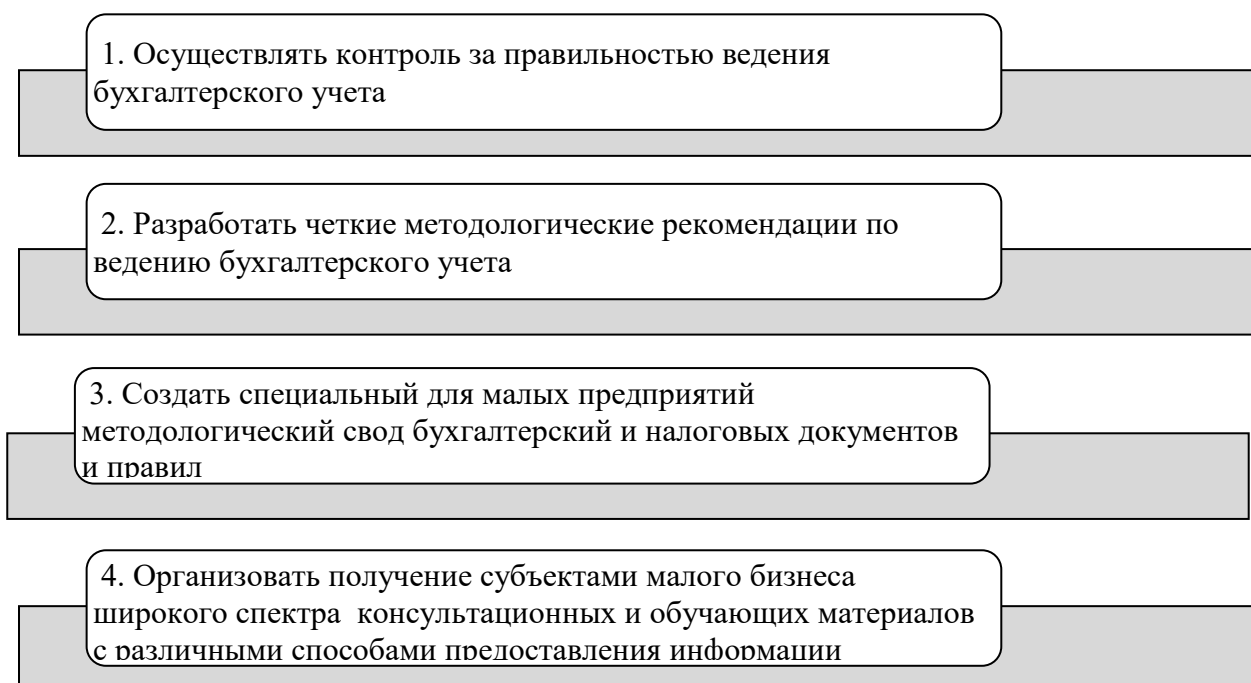 1. Осуществлять контроль за правильностью ведения
бухгалтерского учета
2. Разработать четкие методологические рекомендации по
ведению бухгалтерского учета
3. Создать специальный для малых предприятий
методологический свод бухгалтерский и налоговых документов
и правил
4. Организовать получение субъектами малого бизнеса
широкого спектра консультационных и обучающих материалов
с различными способами предоставления информации